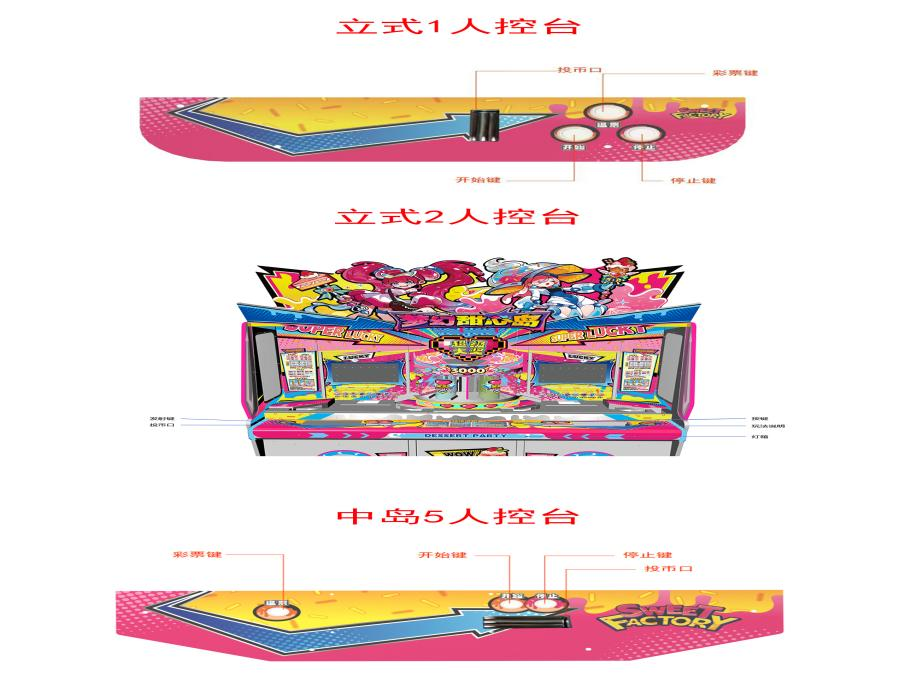 立式1人控台
投币口
彩票键
SWEET
FACTORY
退票
开始
停止
开始键
停止键
立式2人控台
梦幻甜心岛
SUPER LUCKY
SUPER LUCKY
LUCKY
LUCKY
3000
发射键
投币口
按键
玩法说明
灯箱
DESSERT PARTY
WOW
中岛5人控台
彩票键
开始键
停止键
投币口
退票
开始
停止
SWEET
FACTORY